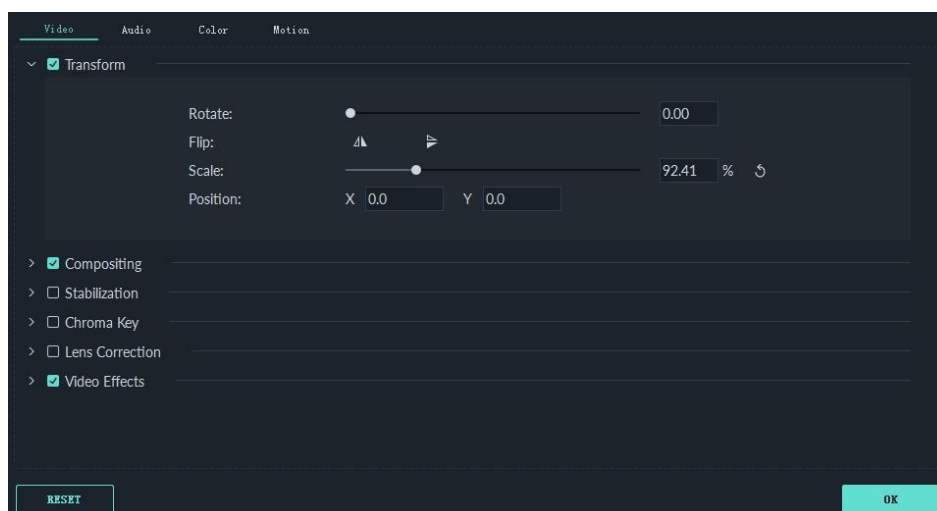 Video Audio Color Motion
Transform
Rotate: 0.00
Flip:
Scale: 92.41 %
Position: X 0.0 Y 0.0
Compositing
Stabilization
Chroma Key
Lens Correction
Video Effects
RESET OK